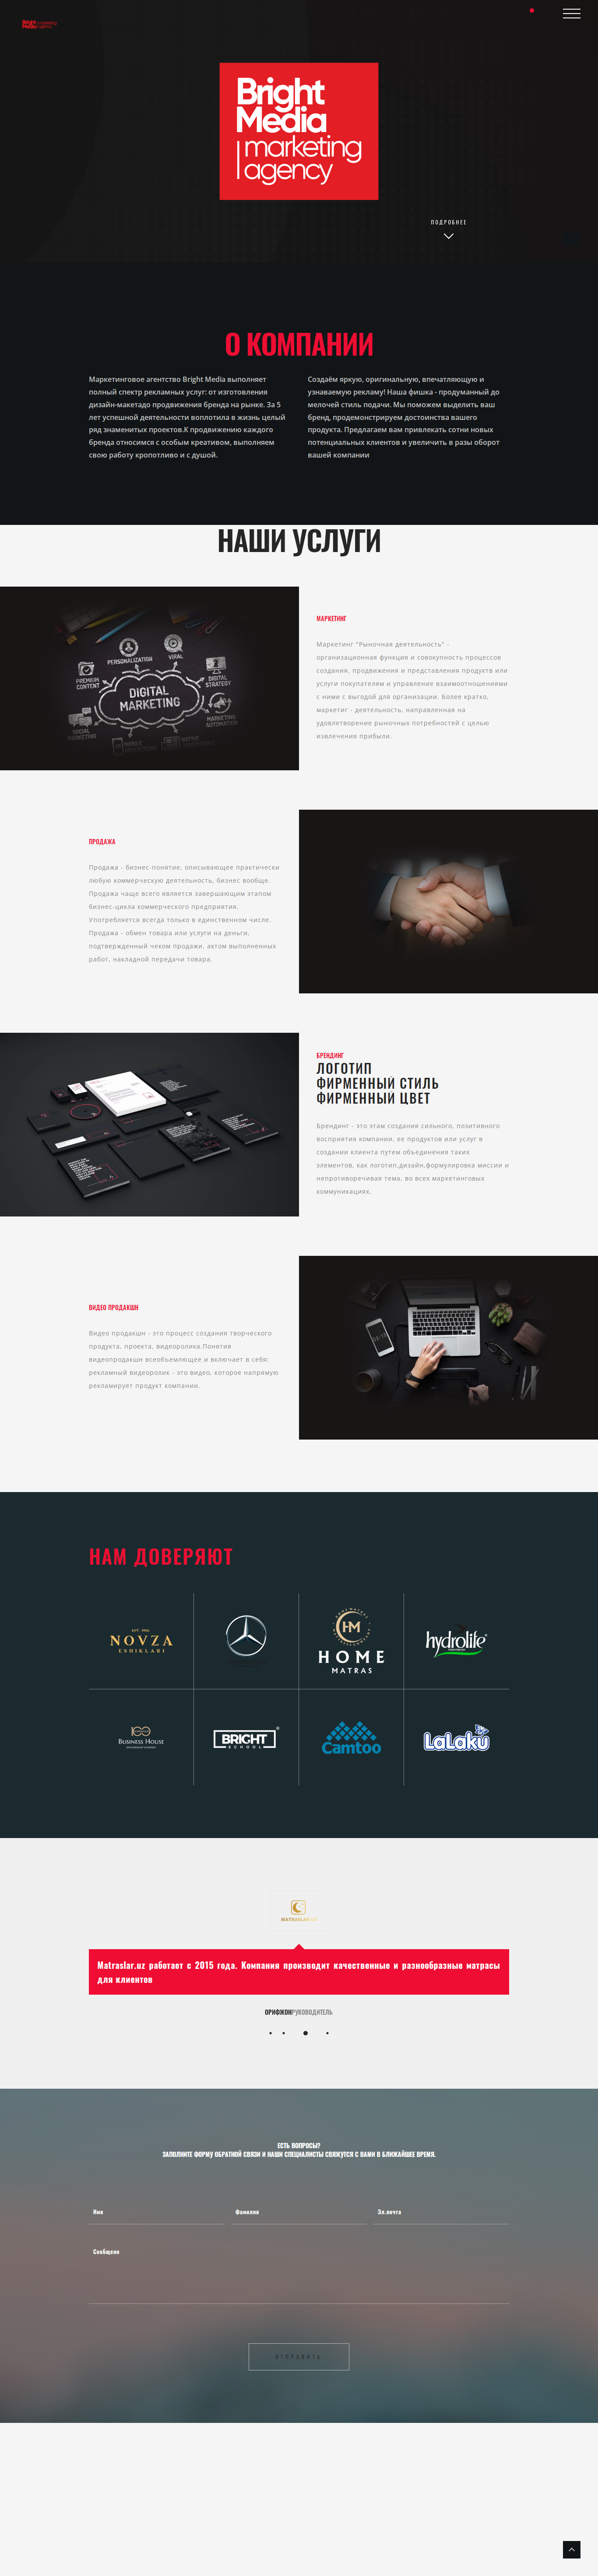 Bright
Media
marketing
agency
Bright
Media
marketing
agency
ПОДРОБНЕЕ
О КОМПАНИИ
Маркетинговое агентство Bright Media выполняет
полный спектр рекламных услуг: от изготовления
дизайн-макетадо продвижения бренда на рынке. За 5
лет успешной деятельности воплотила в жизнь целый
ряд знаменитых проектов.К продвижению каждого
бренда относимся с особым креативом, выполняем
свою работу кропотливо и с душой.
Создаём яркую, оригинальную, впечатляющую и
узнаваемую рекламу! Наша фишка - продуманный до
мелочей стиль подачи. Мы поможем выделить ваш
бренд, продемонстрируем достоинства вашего
продукта. Предлагаем вам привлекать сотни новых
потенциальных клиентов и увеличить в разы оборот
вашей компании
НАШИ УСЛУГИ
PERSONALIZATION
VIRAL
PREMIUM
CONTENT
DIGITAL
STRATEGY
DIGITAL
MARKETING
SOCIAL
MARKETING
MARKETING
AUTOMATION
NATIVE
МАРКЕТИНГ
Маркетинг "Рыночная деятельность" -
организационная функция и совокупность процессов
создания, продвижения и представления продуктв или
услуги покупателям и управление взаимоотношениями
с ними с выгодой для организации. Более кратко,
маркетиг - деятельность, направленная на
удовлетворение рыночных потребностей с целью
извлечения прибыли.
ПРОДАЖА
Продажа - бизнес-понятие, описывающее практически
любую коммерческую деятельность, бизнес вообще.
Продажа чаще всего является завершающим этапом
бизнес-цикла коммерческого предприятия.
Употребляется всегда только в единственном числе.
Продажа - обмен товара или услуги на деньги,
подтвержденный чеком продажи, актом выполненных
работ, накладной передачи товара.
БРЕНДИНГ
ЛОГОТИП
ФИРМЕННЫЙ СТИЛЬ
ФИРМЕННЫЙ ЦВЕТ
Брендинг - это этам создания сильного, позитивного
восприятия компании, ее продуктов или услуг в
создании клиента путем объединения таких
элементов, как логотип,дизайн,формулировка миссии и
непротиворечивая тема, во всех маркетинговых
коммуникациях.
ВИДЕО ПРОДАКШН
Видео продакшн - это процесс создания творческого
продукта, проекта, видеоролика.Понятия
видеопродакшн всеобъемлющее и включает в себя:
рекламный видеоролик - это видео, которое напрямую
рекламирует продукт компании.
НАМ ДОВЕРЯЮТ
EST. 1996
NOVZA
ESHIKLARI
HM
HOME
MATRAS
hydrolife
100
BUSINESS HOUSE
BRIGHT
SCHOOL
Camtoo
LaLaKu
MATRASLAR.UZ
Matraslar.uz работает с 2015 года. Компания производит качественные и разнообразные матрасы
для клиентов
ОРИФЖОНРУКОВОДИТЕЛЬ
ЕСТЬ ВОПРОСЫ?
ЗАПОЛНИТЕ ФОРМУ ОБРАТНОЙ СВЯЗИ И НАШИ СПЕЦИАЛИСТЫ СВЯЖУТСЯ С ВАМИ В БЛИЖАЙШЕЕ ВРЕМЯ.
Имя Фамилия Эл.почта
Сообщени
ОТПРАВИТЬ